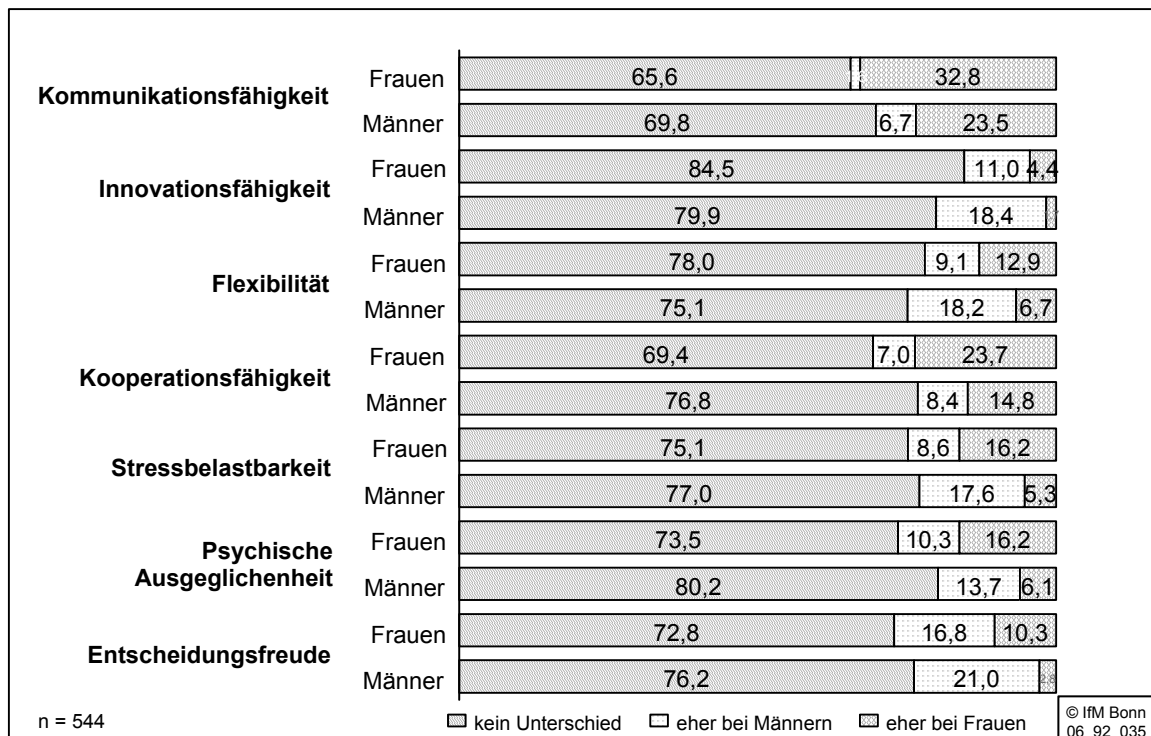 Kommunikationsfähigkeit
Frauen 65,6 32,8
Männer 69,8 6,7 23,5
Innovationsfähigkeit
Frauen 84,5 11,0 4,4
Männer 79,9 18,4
Flexibilität
Frauen 78,0 9,1 12,9
Männer 75,1 18,2 6,7
Kooperationsfähigkeit
Frauen 69,4 7,0 23,7
Männer 76,8 8,4 14,8
Stressbelastbarkeit
Frauen 75,1 8,6 16,2
Männer 77,0 17,6 5,3
Psychische
Ausgeglichenheit
Frauen 73,5 10,3 16,2
Männer 80,2 13,7 6,1
Entscheidungsfreude
Frauen 72,8 16,8 10,3
Männer 76,2 21,0 2,8
n = 544
kein Unterschied eher bei Männern eher bei Frauen
© IfM Bonn
06 92 035